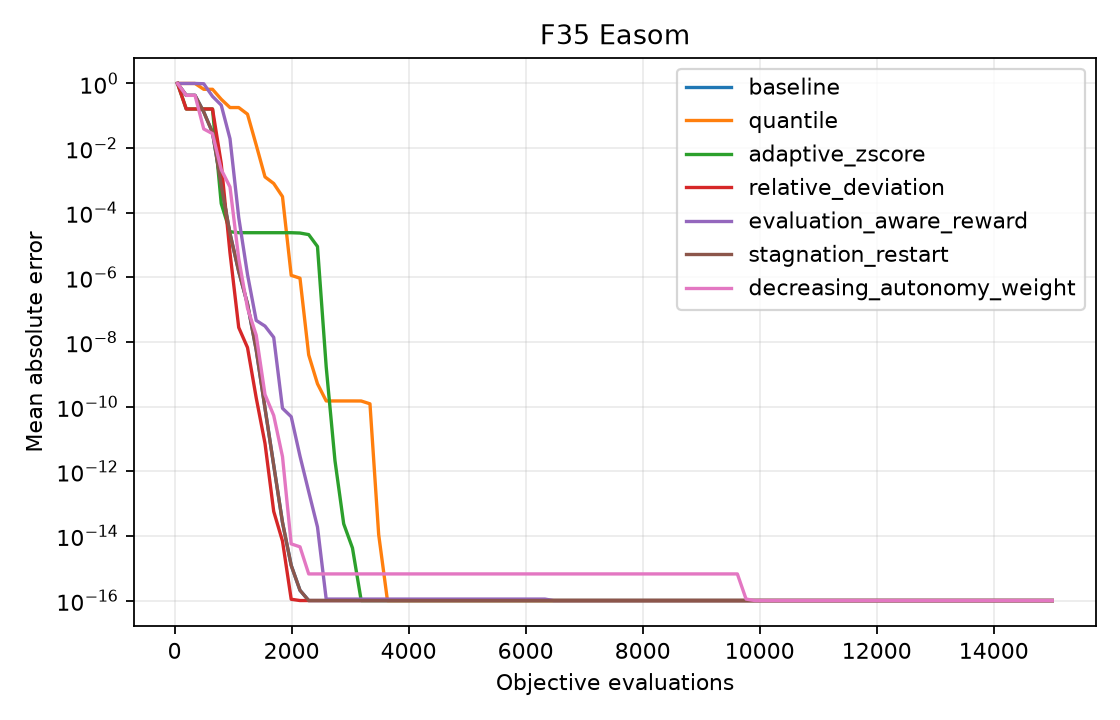 F35 Easom
baseline
quantile
adaptive_zscore
relative_deviation
evaluation_aware_reward
stagnation_restart
decreasing_autonomy_weight
Mean absolute error
10⁰
10⁻²
10⁻⁴
10⁻⁶
10⁻⁸
10⁻¹⁰
10⁻¹²
10⁻¹⁴
10⁻¹⁶
0 2000 4000 6000 8000 10000 12000 14000
Objective evaluations